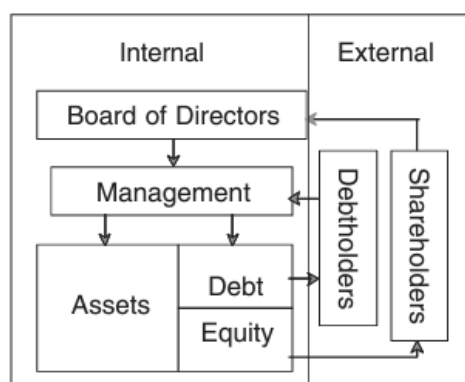 Internal
External
Board of Directors
Management
Debtholders
Shareholders
Assets
Debt
Equity